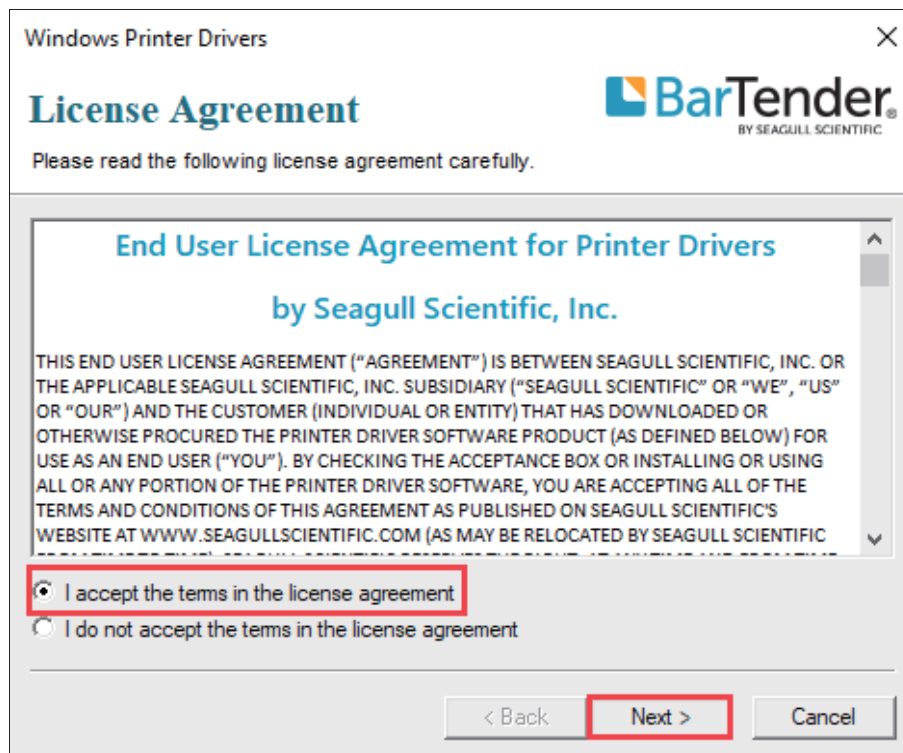 Windows Printer Drivers
License Agreement
BarTender®
BY SEAGULL SCIENTIFIC
Please read the following license agreement carefully.
End User License Agreement for Printer Drivers
by Seagull Scientific, Inc.
THIS END USER LICENSE AGREEMENT (“AGREEMENT”) IS BETWEEN SEAGULL SCIENTIFIC, INC. OR
THE APPLICABLE SEAGULL SCIENTIFIC, INC. SUBSIDIARY (“SEAGULL SCIENTIFIC” OR “WE”, “US”
OR “OUR”) AND THE CUSTOMER (INDIVIDUAL OR ENTITY) THAT HAS DOWNLOADED OR
OTHERWISE PROCURED THE PRINTER DRIVER SOFTWARE PRODUCT (AS DEFINED BELOW) FOR
USE AS AN END USER (“YOU”). BY CHECKING THE ACCEPTANCE BOX OR INSTALLING OR USING
ALL OR ANY PORTION OF THE PRINTER DRIVER SOFTWARE, YOU ARE ACCEPTING ALL OF THE
TERMS AND CONDITIONS OF THIS AGREEMENT AS PUBLISHED ON SEAGULL SCIENTIFIC'S
WEBSITE AT WWW.SEAGULLSCIENTIFIC.COM (AS MAY BE RELOCATED BY SEAGULL SCIENTIFIC
I accept the terms in the license agreement
I do not accept the terms in the license agreement
< Back
Next >
Cancel